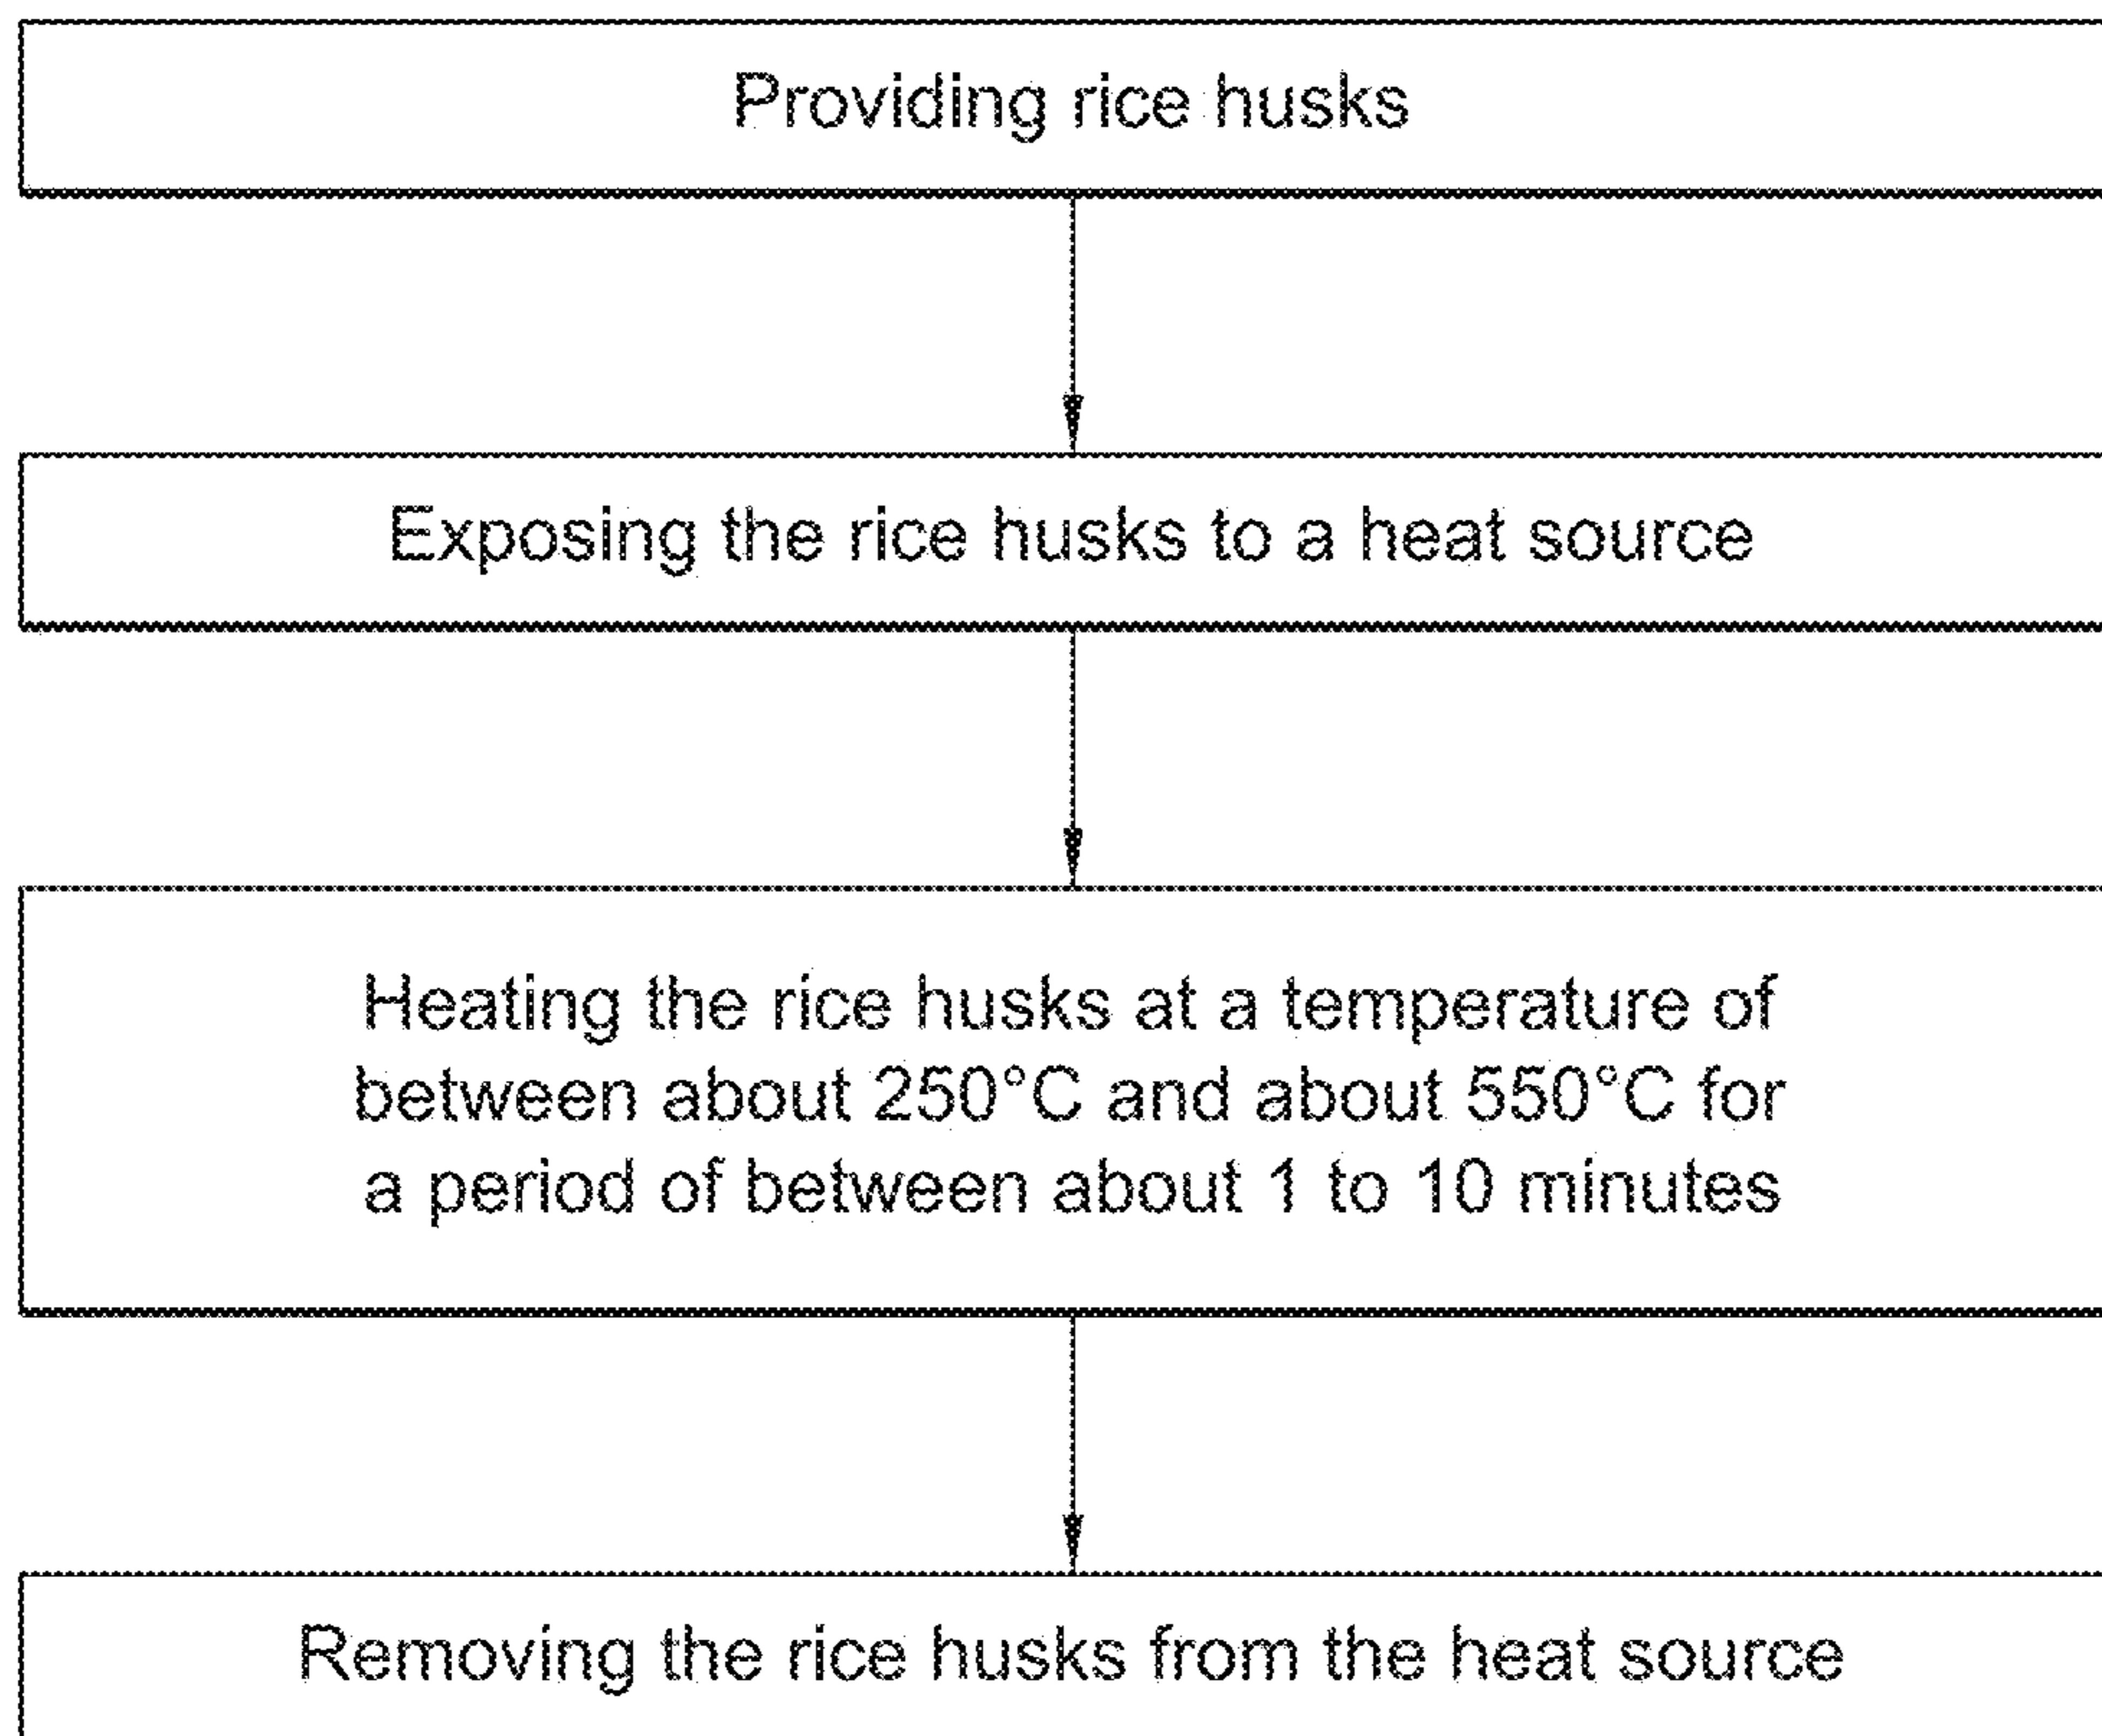 Providing rice husks
Exposing the rice husks to a heat source
Heating the rice husks at a temperature of
between about 250°C and about 550°C for
a period of between about 1 to 10 minutes
Removing the rice husks from the heat source